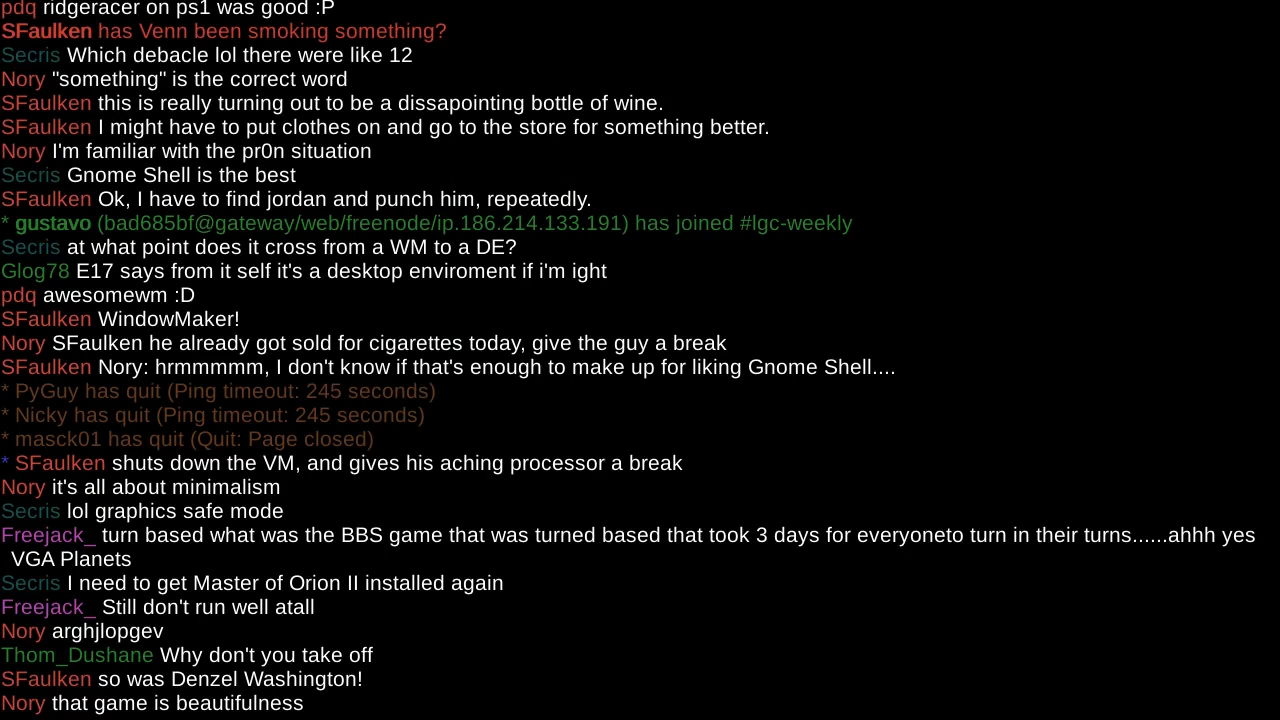 pdq ridgeracer on ps1 was good :P
SFaulken has Venn been smoking something?
Secris Which debacle lol there were like 12
Nory "something" is the correct word
SFaulken this is really turning out to be a dissapointing bottle of wine.
SFaulken I might have to put clothes on and go to the store for something better.
Nory I'm familiar with the pr0n situation
Secris Gnome Shell is the best
SFaulken Ok, I have to find jordan and punch him, repeatedly.
* gustavo (bad685bf@gateway/web/freenode/ip.186.214.133.191) has joined #lgc-weekly
Secris at what point does it cross from a WM to a DE?
Glog78 E17 says from it self it's a desktop enviroment if i'm ight
pdq awesomewm :D
SFaulken WindowMaker!
Nory SFaulken he already got sold for cigarettes today, give the guy a break
SFaulken Nory: hrmmmmm, I don't know if that's enough to make up for liking Gnome Shell....
* PyGuy has quit (Ping timeout: 245 seconds)
* Nicky has quit (Ping timeout: 245 seconds)
* masck01 has quit (Quit: Page closed)
* SFaulken shuts down the VM, and gives his aching processor a break
Nory it's all about minimalism
Secris lol graphics safe mode
Freejack_ turn based what was the BBS game that was turned based that took 3 days for everyoneto turn in their turns......ahhh yes
VGA Planets
Secris I need to get Master of Orion II installed again
Freejack_ Still don't run well atall
Nory arghjlopgev
Thom_Dushane Why don't you take off
SFaulken so was Denzel Washington!
Nory that game is beautifulness